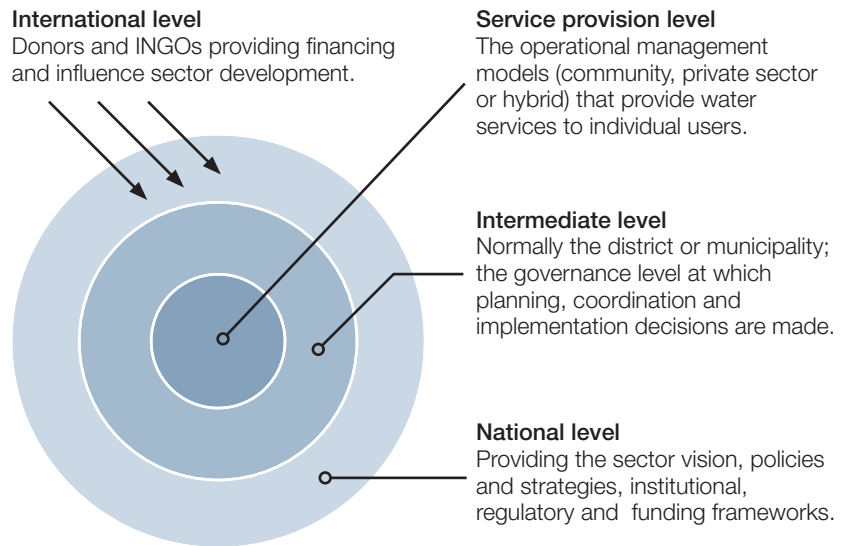 International level
Donors and INGOs providing financing
and influence sector development.
Service provision level
The operational management
models (community, private sector
or hybrid) that provide water
services to individual users.
Intermediate level
Normally the district or municipality;
the governance level at which
planning, coordination and
implementation decisions are made.
National level
Providing the sector vision, policies
and strategies, institutional,
regulatory and  funding frameworks.